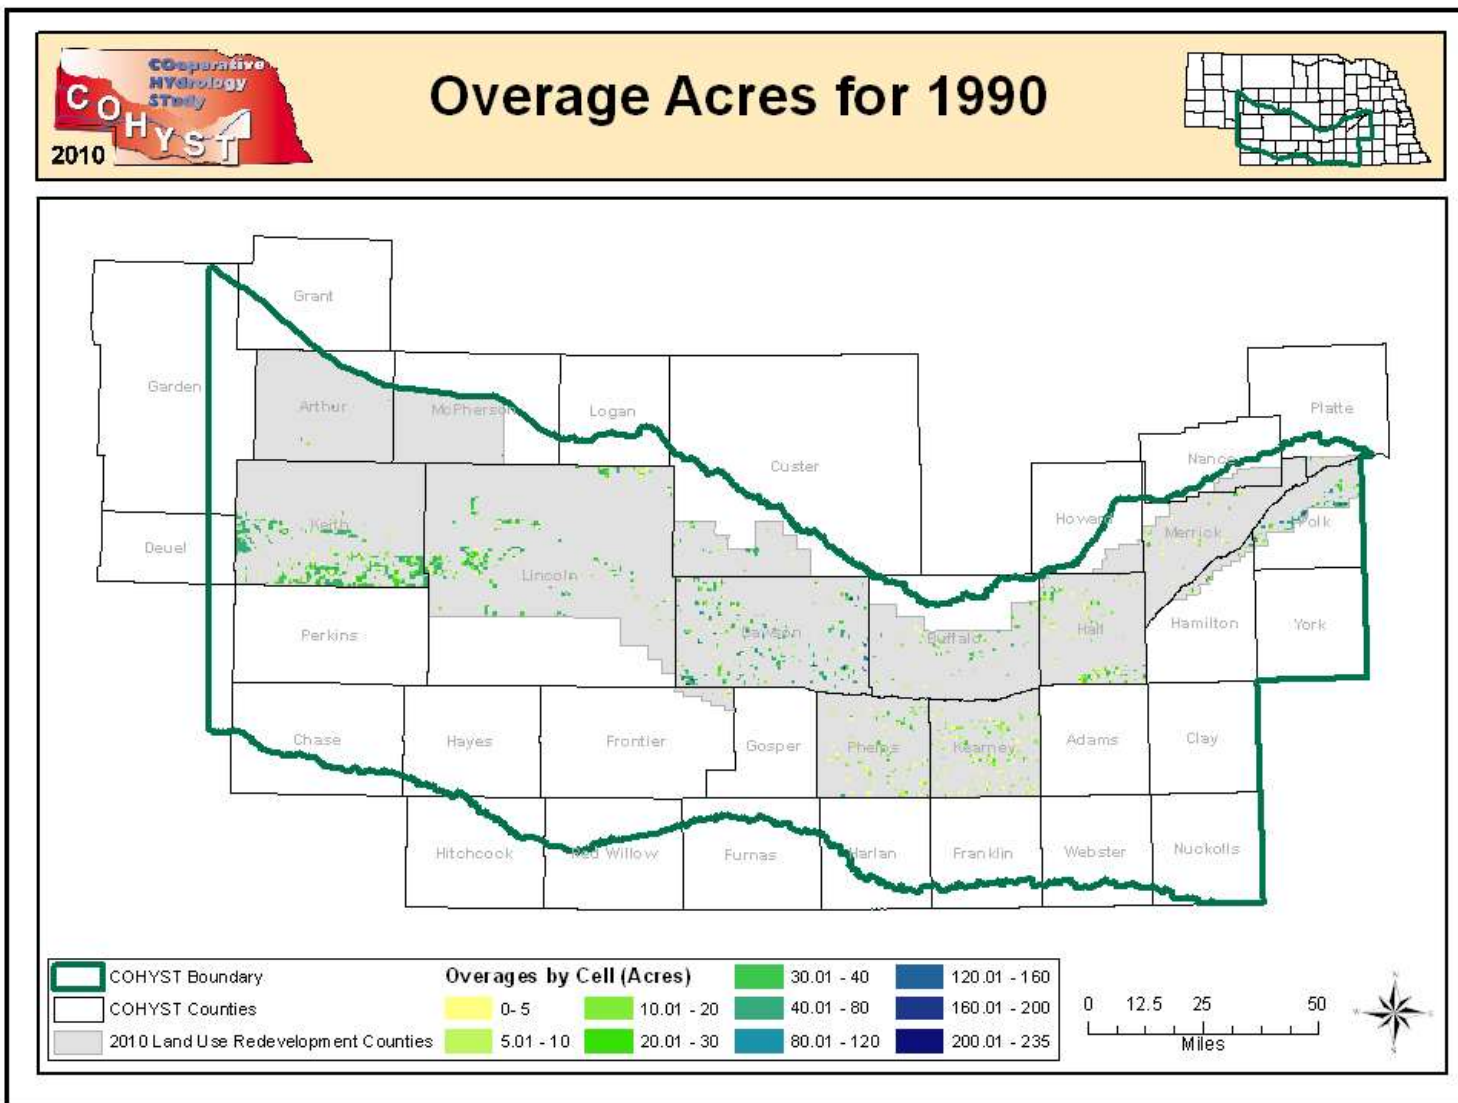 COoperative
HYdrology
STudy
COHYST
2010
Overage Acres for 1990
Grant
Garden
Arthur
McPherson
Logan
Custer
Platte
Nance
Howard
Merrick
Polk
Keith
Deuel
Lincoln
Perkins
Dawson
Buffalo
Hall
Hamilton
York
Chase
Hayes
Frontier
Gosper
Phelps
Kearney
Adams
Clay
Hitchcock
Red Willow
Furnas
Harlan
Franklin
Webster
Nuckolls
COHYST Boundary
COHYST Counties
2010 Land Use Redevelopment Counties
Overages by Cell (Acres)
0- 5
5.01 - 10
10.01 - 20
20.01 - 30
30.01 - 40
40.01 - 80
80.01 - 120
120.01 - 160
160.01 - 200
200.01 - 235
0 12.5 25 50
Miles